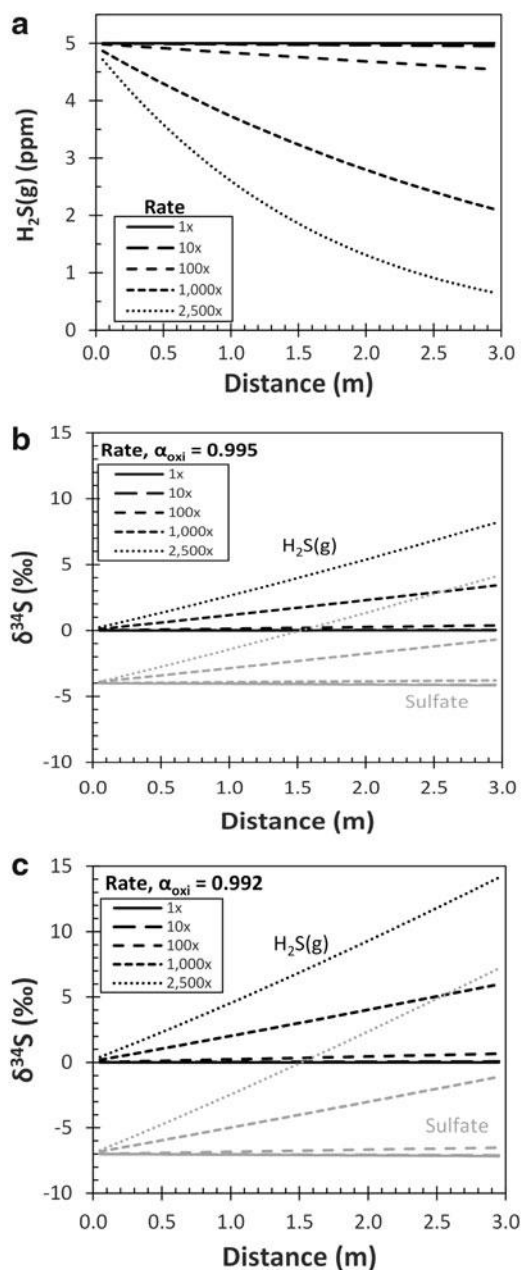 a
5
4
3
2
1
0
H₂S(g) (ppm)
Rate
1x
10x
100x
1,000x
2,500x
0.0 0.5 1.0 1.5 2.0 2.5 3.0
Distance (m)
b
15
10
5
0
-5
-10
δ³⁴S (‰)
Rate, αoxi = 0.995
1x
10x
100x
1,000x
2,500x
H₂S(g)
Sulfate
0.0 0.5 1.0 1.5 2.0 2.5 3.0
Distance (m)
c
15
10
5
0
-5
-10
δ³⁴S (‰)
Rate, αoxi = 0.992
1x
10x
100x
1,000x
2,500x
H₂S(g)
Sulfate
0.0 0.5 1.0 1.5 2.0 2.5 3.0
Distance (m)